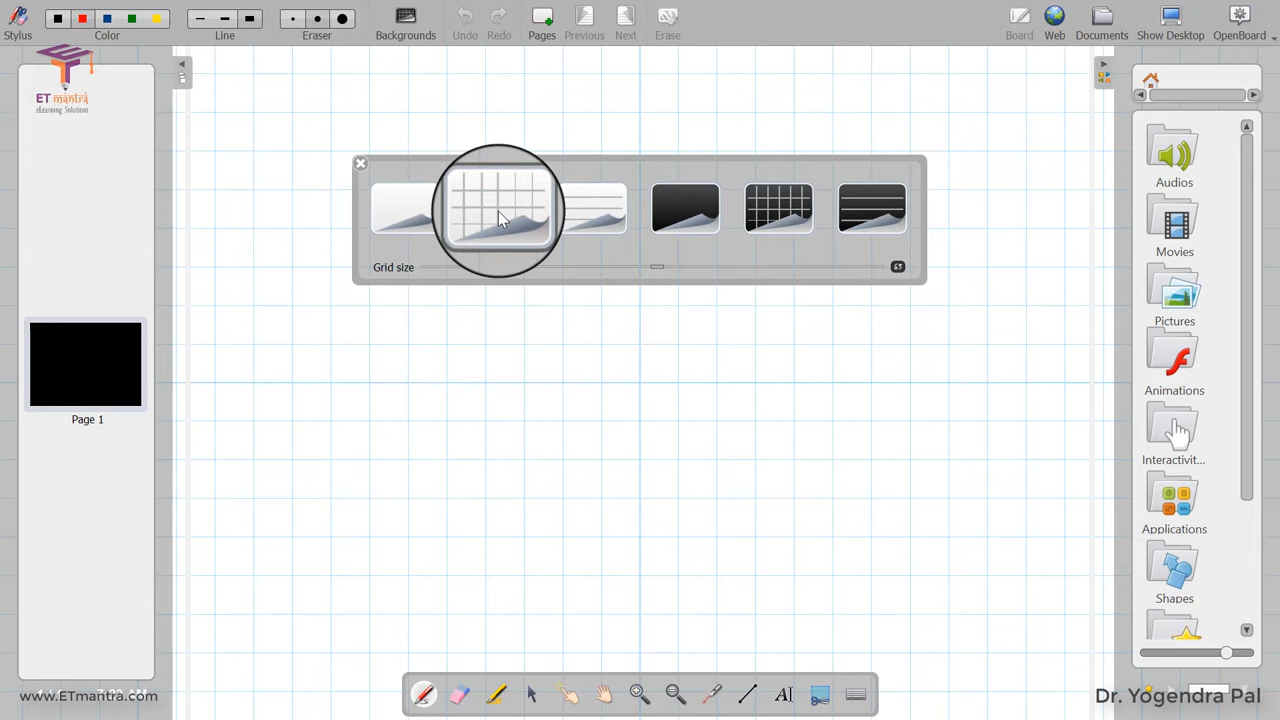 Stylus
Color
Line
Eraser
Backgrounds
Undo
Redo
Pages
Previous
Next
Erase
Board
Web
Documents
Show Desktop
OpenBoard
ET mantra
eLearning Solutions
Grid size
Page 1
Audios
Movies
Pictures
Animations
Interactivit...
Applications
Shapes
AI
www.ETmantra.com
Dr. Yogendra Pal